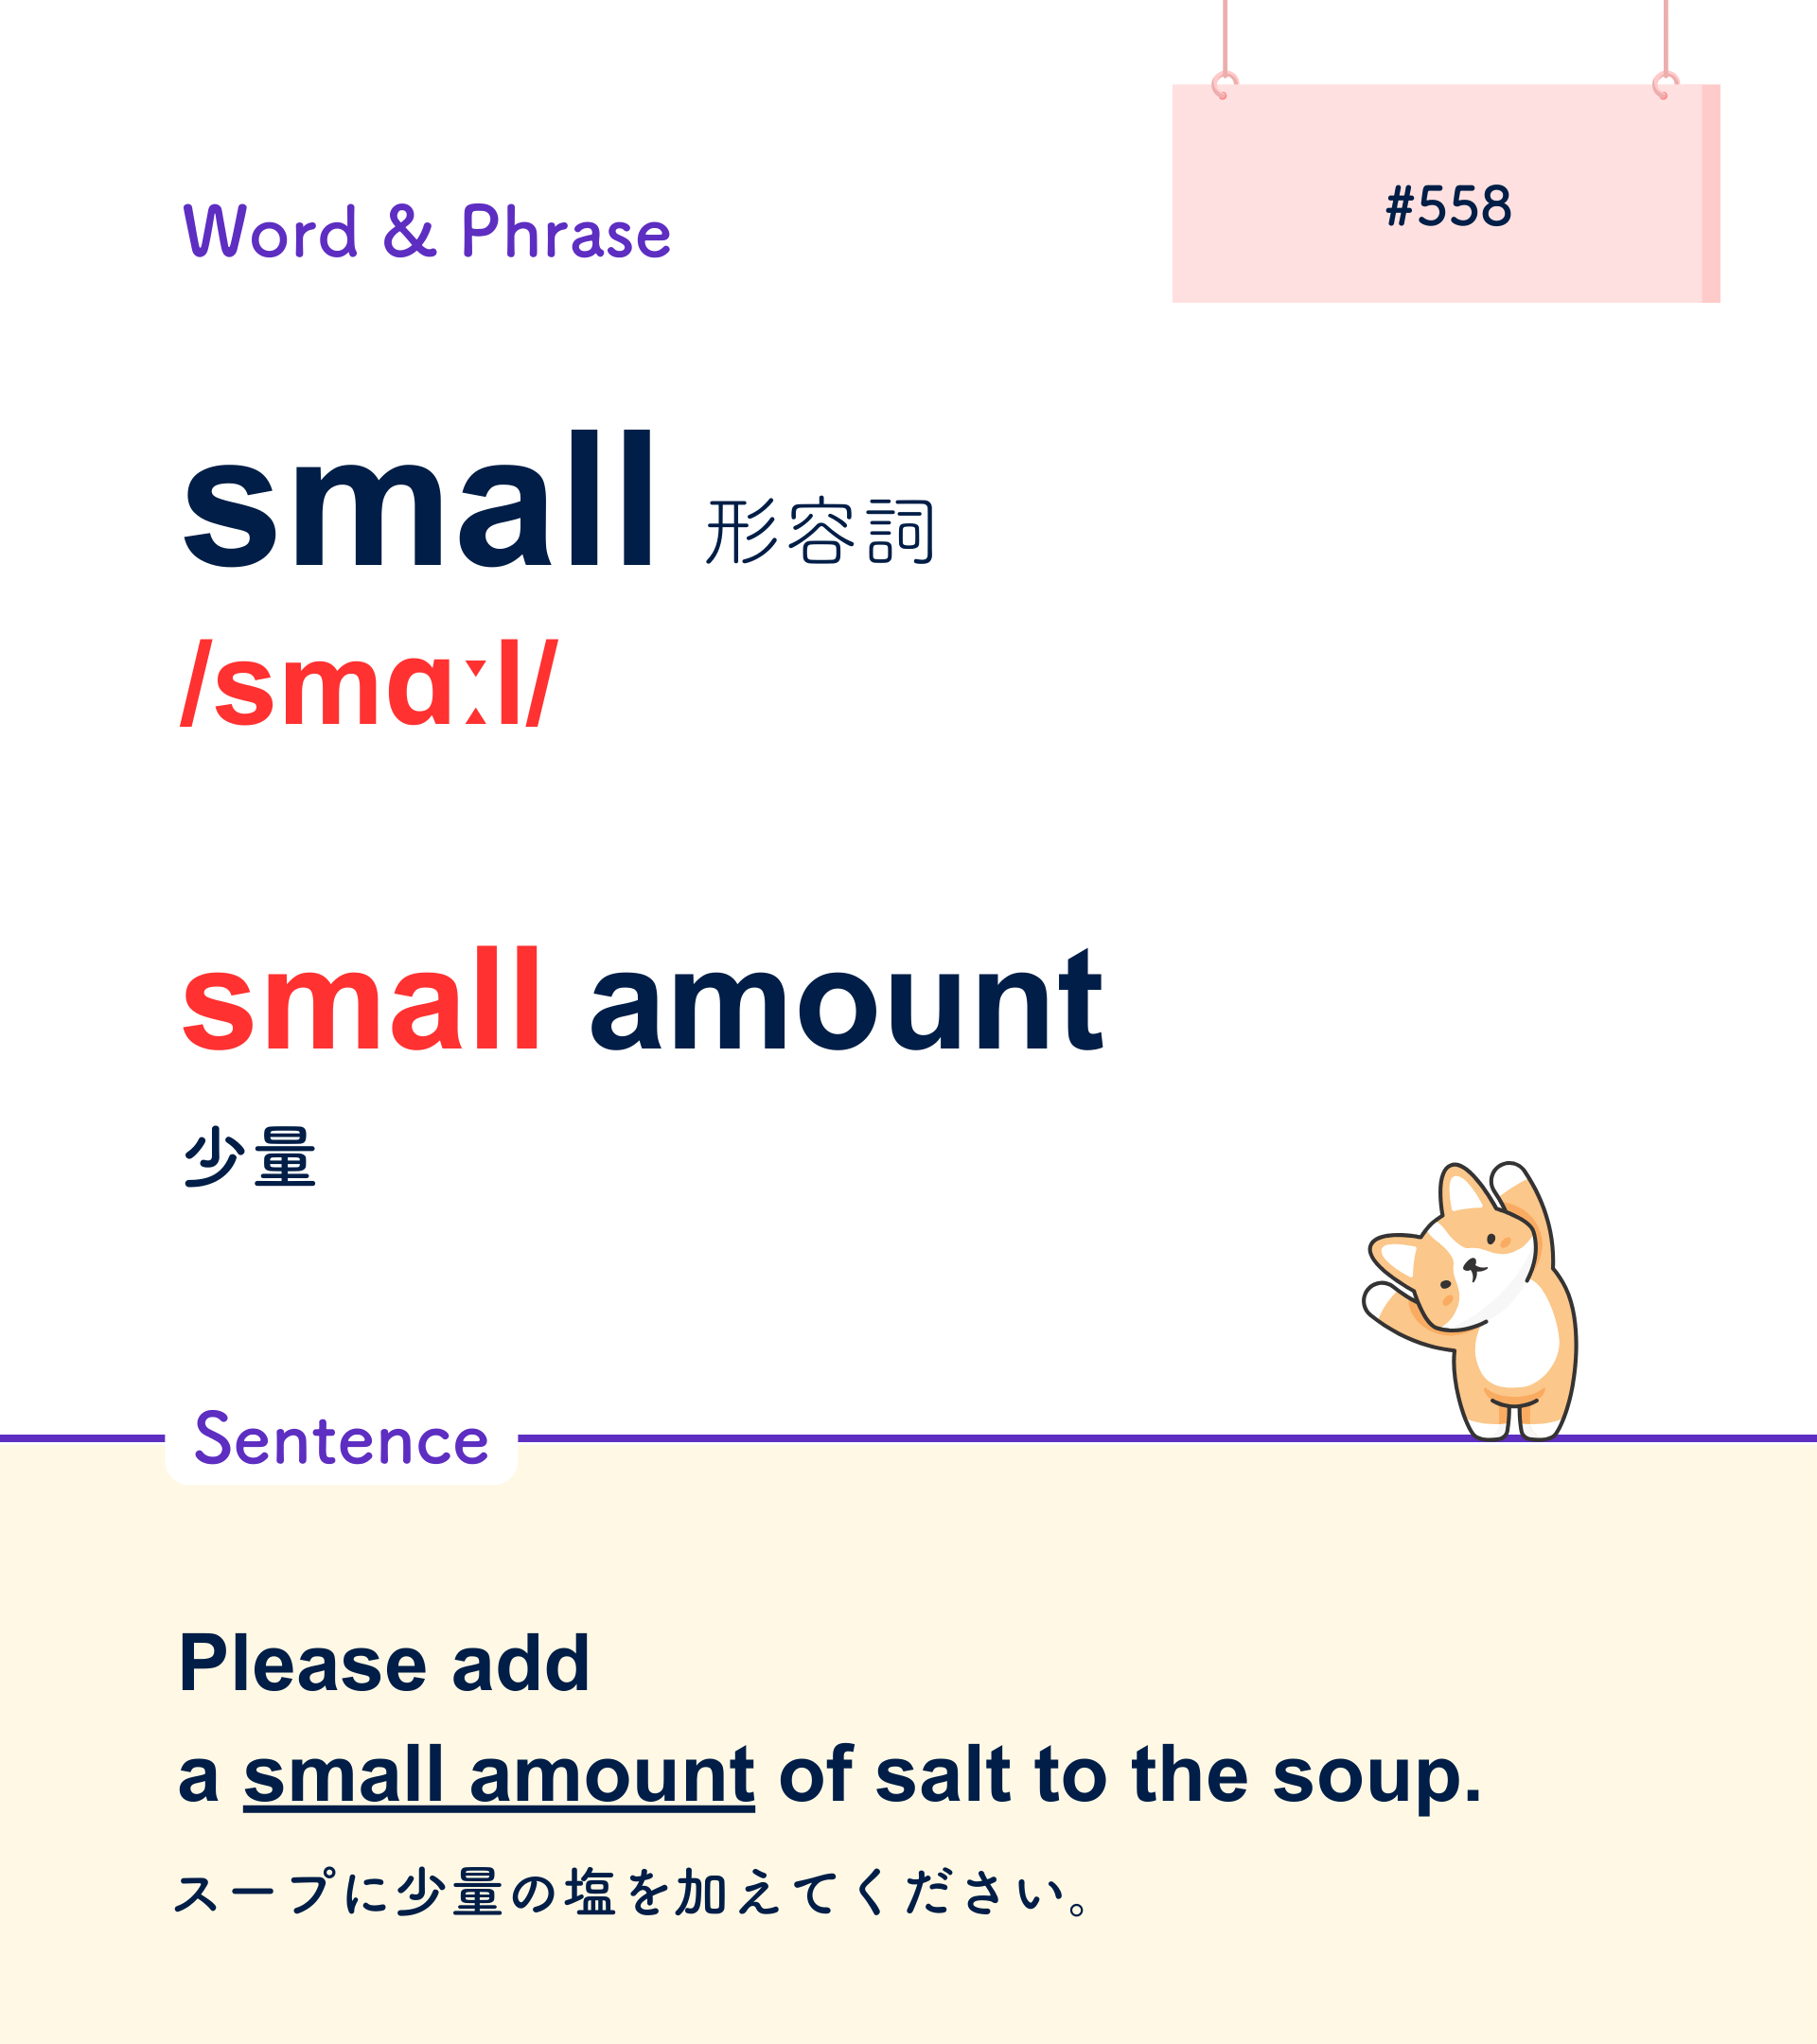 Word & Phrase
#558
small 形容詞
/smɑːl/
small amount
少量
Sentence
Please add
a small amount of salt to the soup.
スープに少量の塩を加えてください。